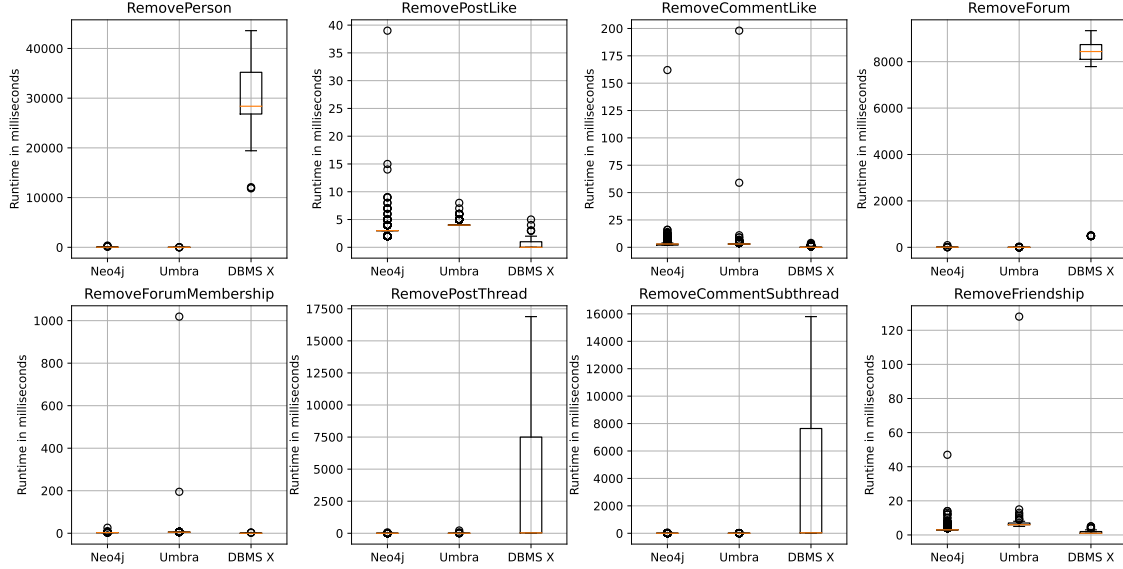 RemovePerson
Runtime in milliseconds
40000
30000
20000
10000
0
Neo4j Umbra DBMS X
RemovePostLike
Runtime in milliseconds
40
35
30
25
20
15
10
5
0
Neo4j Umbra DBMS X
RemoveCommentLike
Runtime in milliseconds
200
175
150
125
100
75
50
25
0
Neo4j Umbra DBMS X
RemoveForum
Runtime in milliseconds
8000
6000
4000
2000
0
Neo4j Umbra DBMS X
RemoveForumMembership
Runtime in milliseconds
1000
800
600
400
200
0
Neo4j Umbra DBMS X
RemovePostThread
Runtime in milliseconds
17500
15000
12500
10000
7500
5000
2500
0
Neo4j Umbra DBMS X
RemoveCommentSubthread
Runtime in milliseconds
16000
14000
12000
10000
8000
6000
4000
2000
0
Neo4j Umbra DBMS X
RemoveFriendship
Runtime in milliseconds
120
100
80
60
40
20
0
Neo4j Umbra DBMS X